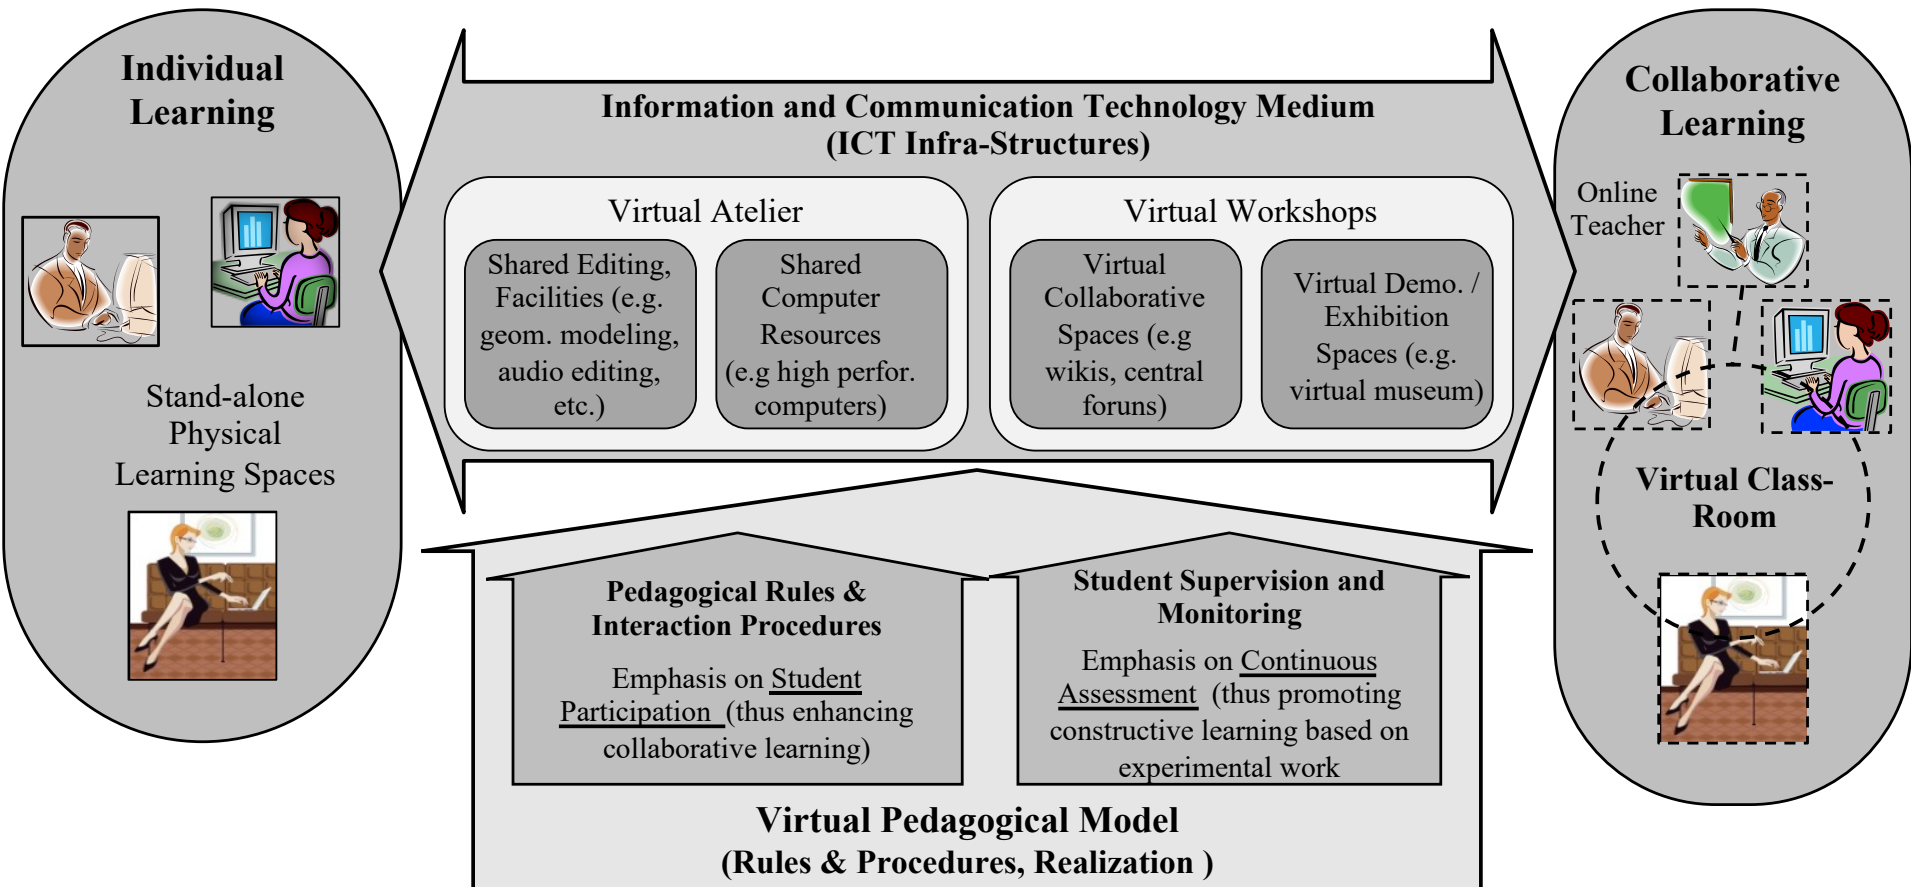 Individual
Learning
Stand-alone
Physical
Learning Spaces
Information and Communication Technology Medium
(ICT Infra-Structures)
Virtual Atelier
Shared Editing,
Facilities (e.g.
geom. modeling,
audio editing,
etc.)
Shared
Computer
Resources
(e.g high perfor.
computers)
Virtual Workshops
Virtual
Collaborative
Spaces (e.g
wikis, central
foruns)
Virtual Demo. /
Exhibition
Spaces (e.g.
virtual museum)
Collaborative
Learning
Online
Teacher
Virtual Class-
Room
Pedagogical Rules &
Interaction Procedures
Emphasis on Student
Participation (thus enhancing
collaborative learning)
Student Supervision and
Monitoring
Emphasis on Continuous
Assessment (thus promoting
constructive learning based on
experimental work
Virtual Pedagogical Model
(Rules & Procedures, Realization )